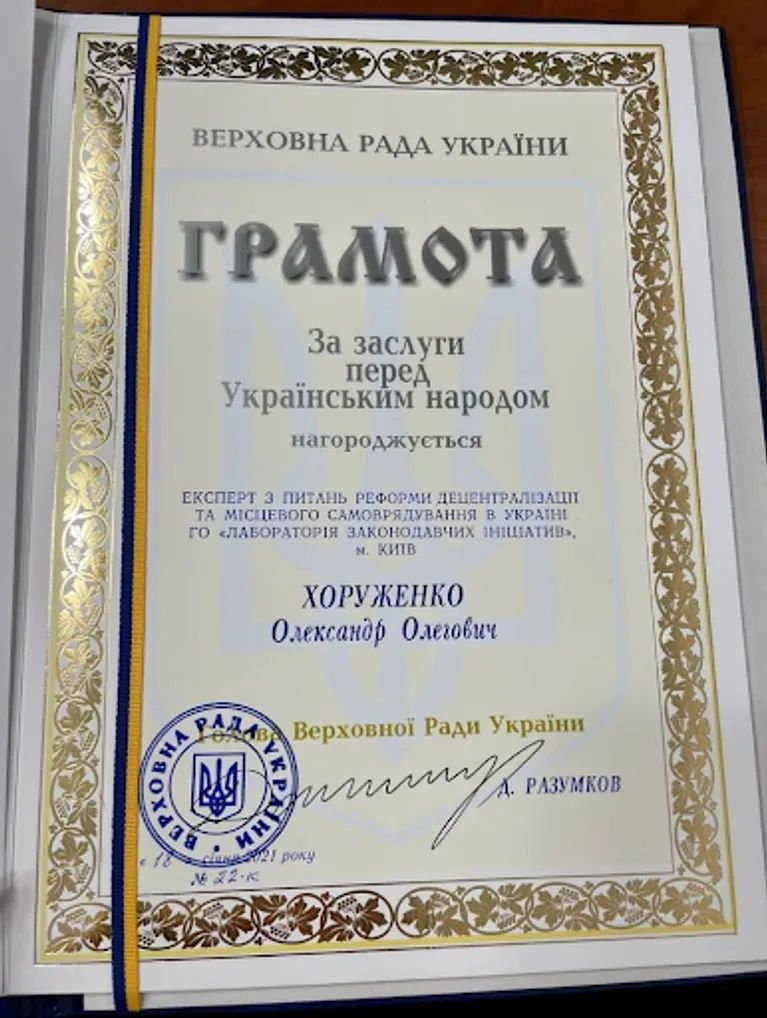 ВЕРХОВНА РАДА УКРАЇНИ
ГРАМОТА
За заслуги
перед
Українським народом
нагороджується
ЕКСПЕРТ З ПИТАНЬ РЕФОРМИ ДЕЦЕНТРАЛІЗАЦІЇ
ТА МІСЦЕВОГО САМОВРЯДУВАННЯ В УКРАЇНІ
ГО «ЛАБОРАТОРІЯ ЗАКОНОДАВЧИХ ІНІЦІАТИВ»,
м. КИЇВ
ХОРУЖЕНКО
Олександр Олегович
Голова Верховної Ради України
Д. РАЗУМКОВ
ВЕРХОВНА РАДА УКРАЇНИ
« 18 » січня 2021 року
№ 22-к